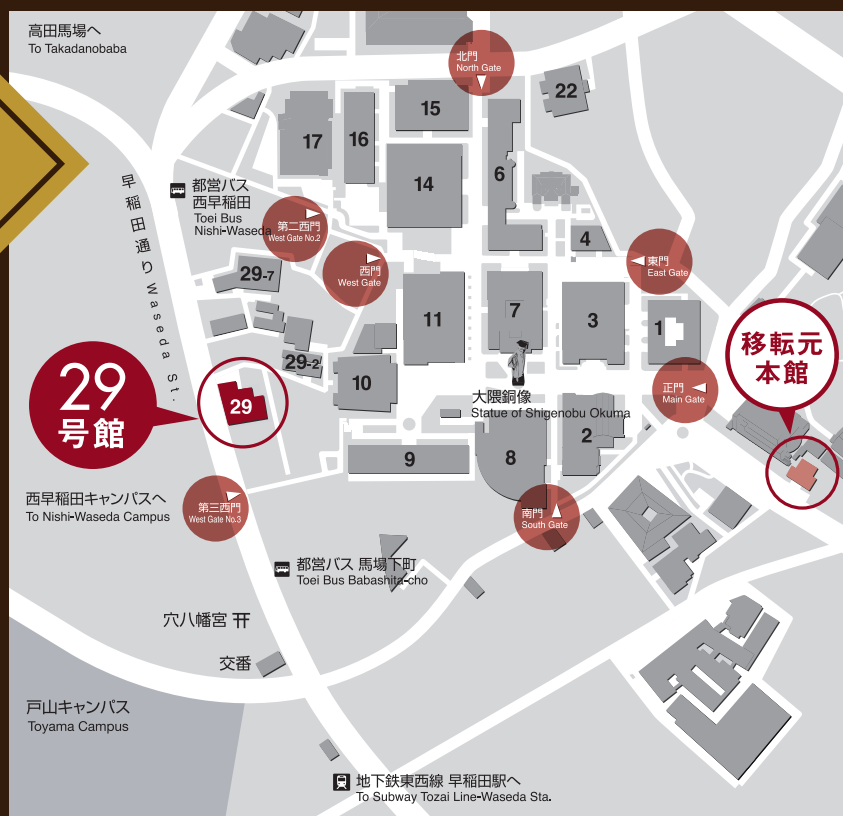 高田馬場へ
To Takadanobaba
北門
North Gate
22
15
17
16
14
6
早稲田通り Waseda St.
都営バス
西早稲田
Toei Bus
Nishi-Waseda
第二西門
West Gate No.2
西門
West Gate
4
東門
East Gate
29-7
11
7
3
1
移転元
本館
29
号館
29-2
10
29
大隈銅像
Statue of Shigenobu Okuma
正門
Main Gate
2
9
8
西早稲田キャンパスへ
To Nishi-Waseda Campus
第三西門
West Gate No.3
南門
South Gate
都営バス 馬場下町
Toei Bus Babashita-cho
穴八幡宮
交番
戸山キャンパス
Toyama Campus
地下鉄東西線 早稲田駅へ
To Subway Tozai Line-Waseda Sta.